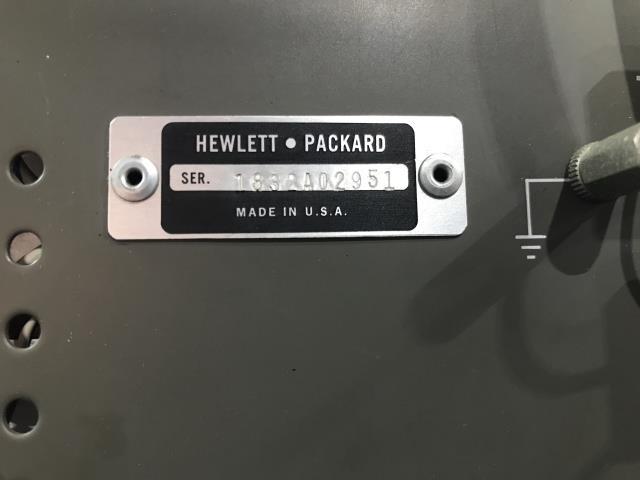 HEWLETT • PACKARD
SER. 1832A02951
MADE IN U.S.A.